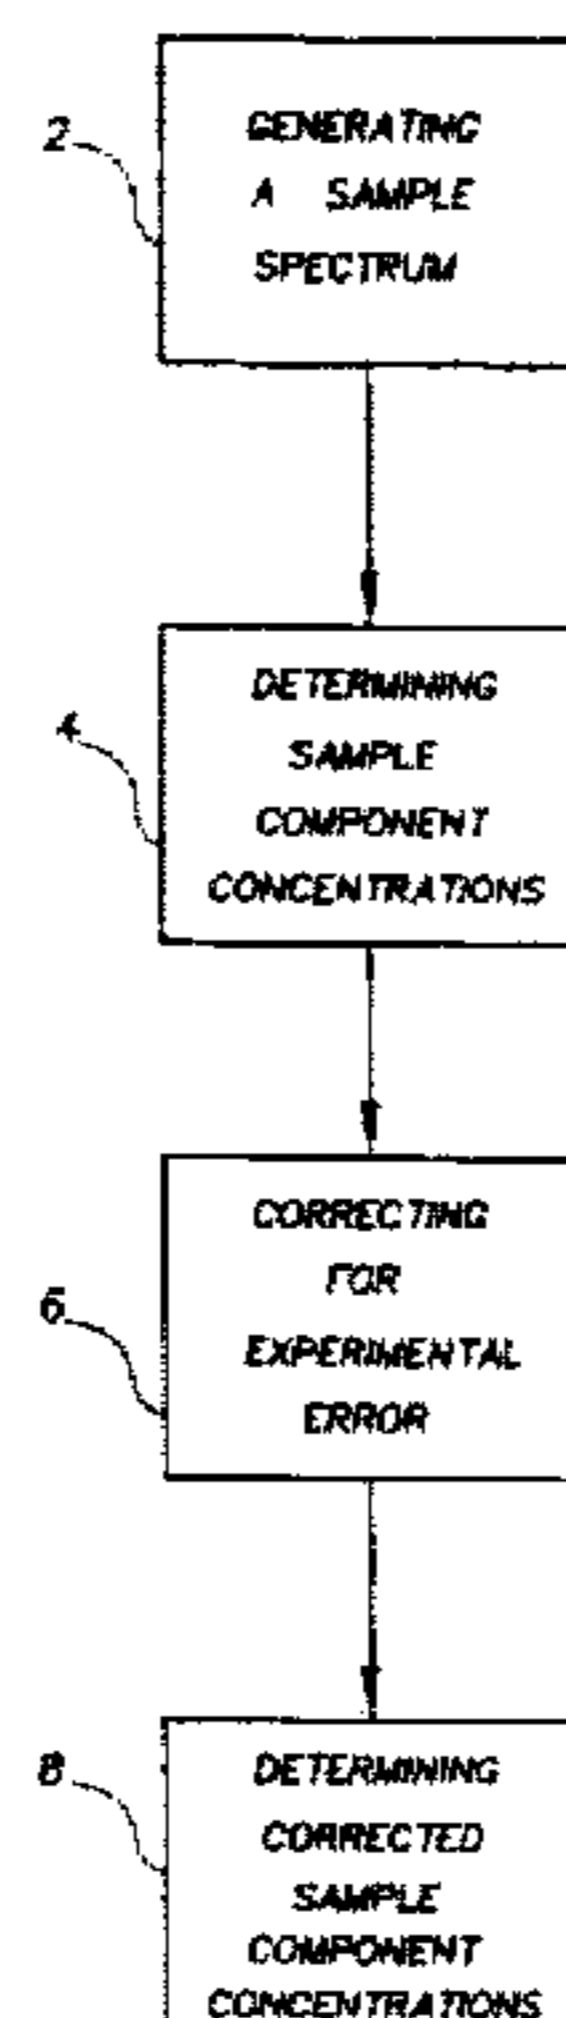 2
GENERATING
A SAMPLE
SPECTRUM
4
DETERMINING
SAMPLE
COMPONENT
CONCENTRATIONS
6
CORRECTING
FOR
EXPERIMENTAL
ERROR
8
DETERMINING
CORRECTED
SAMPLE
COMPONENT
CONCENTRATIONS